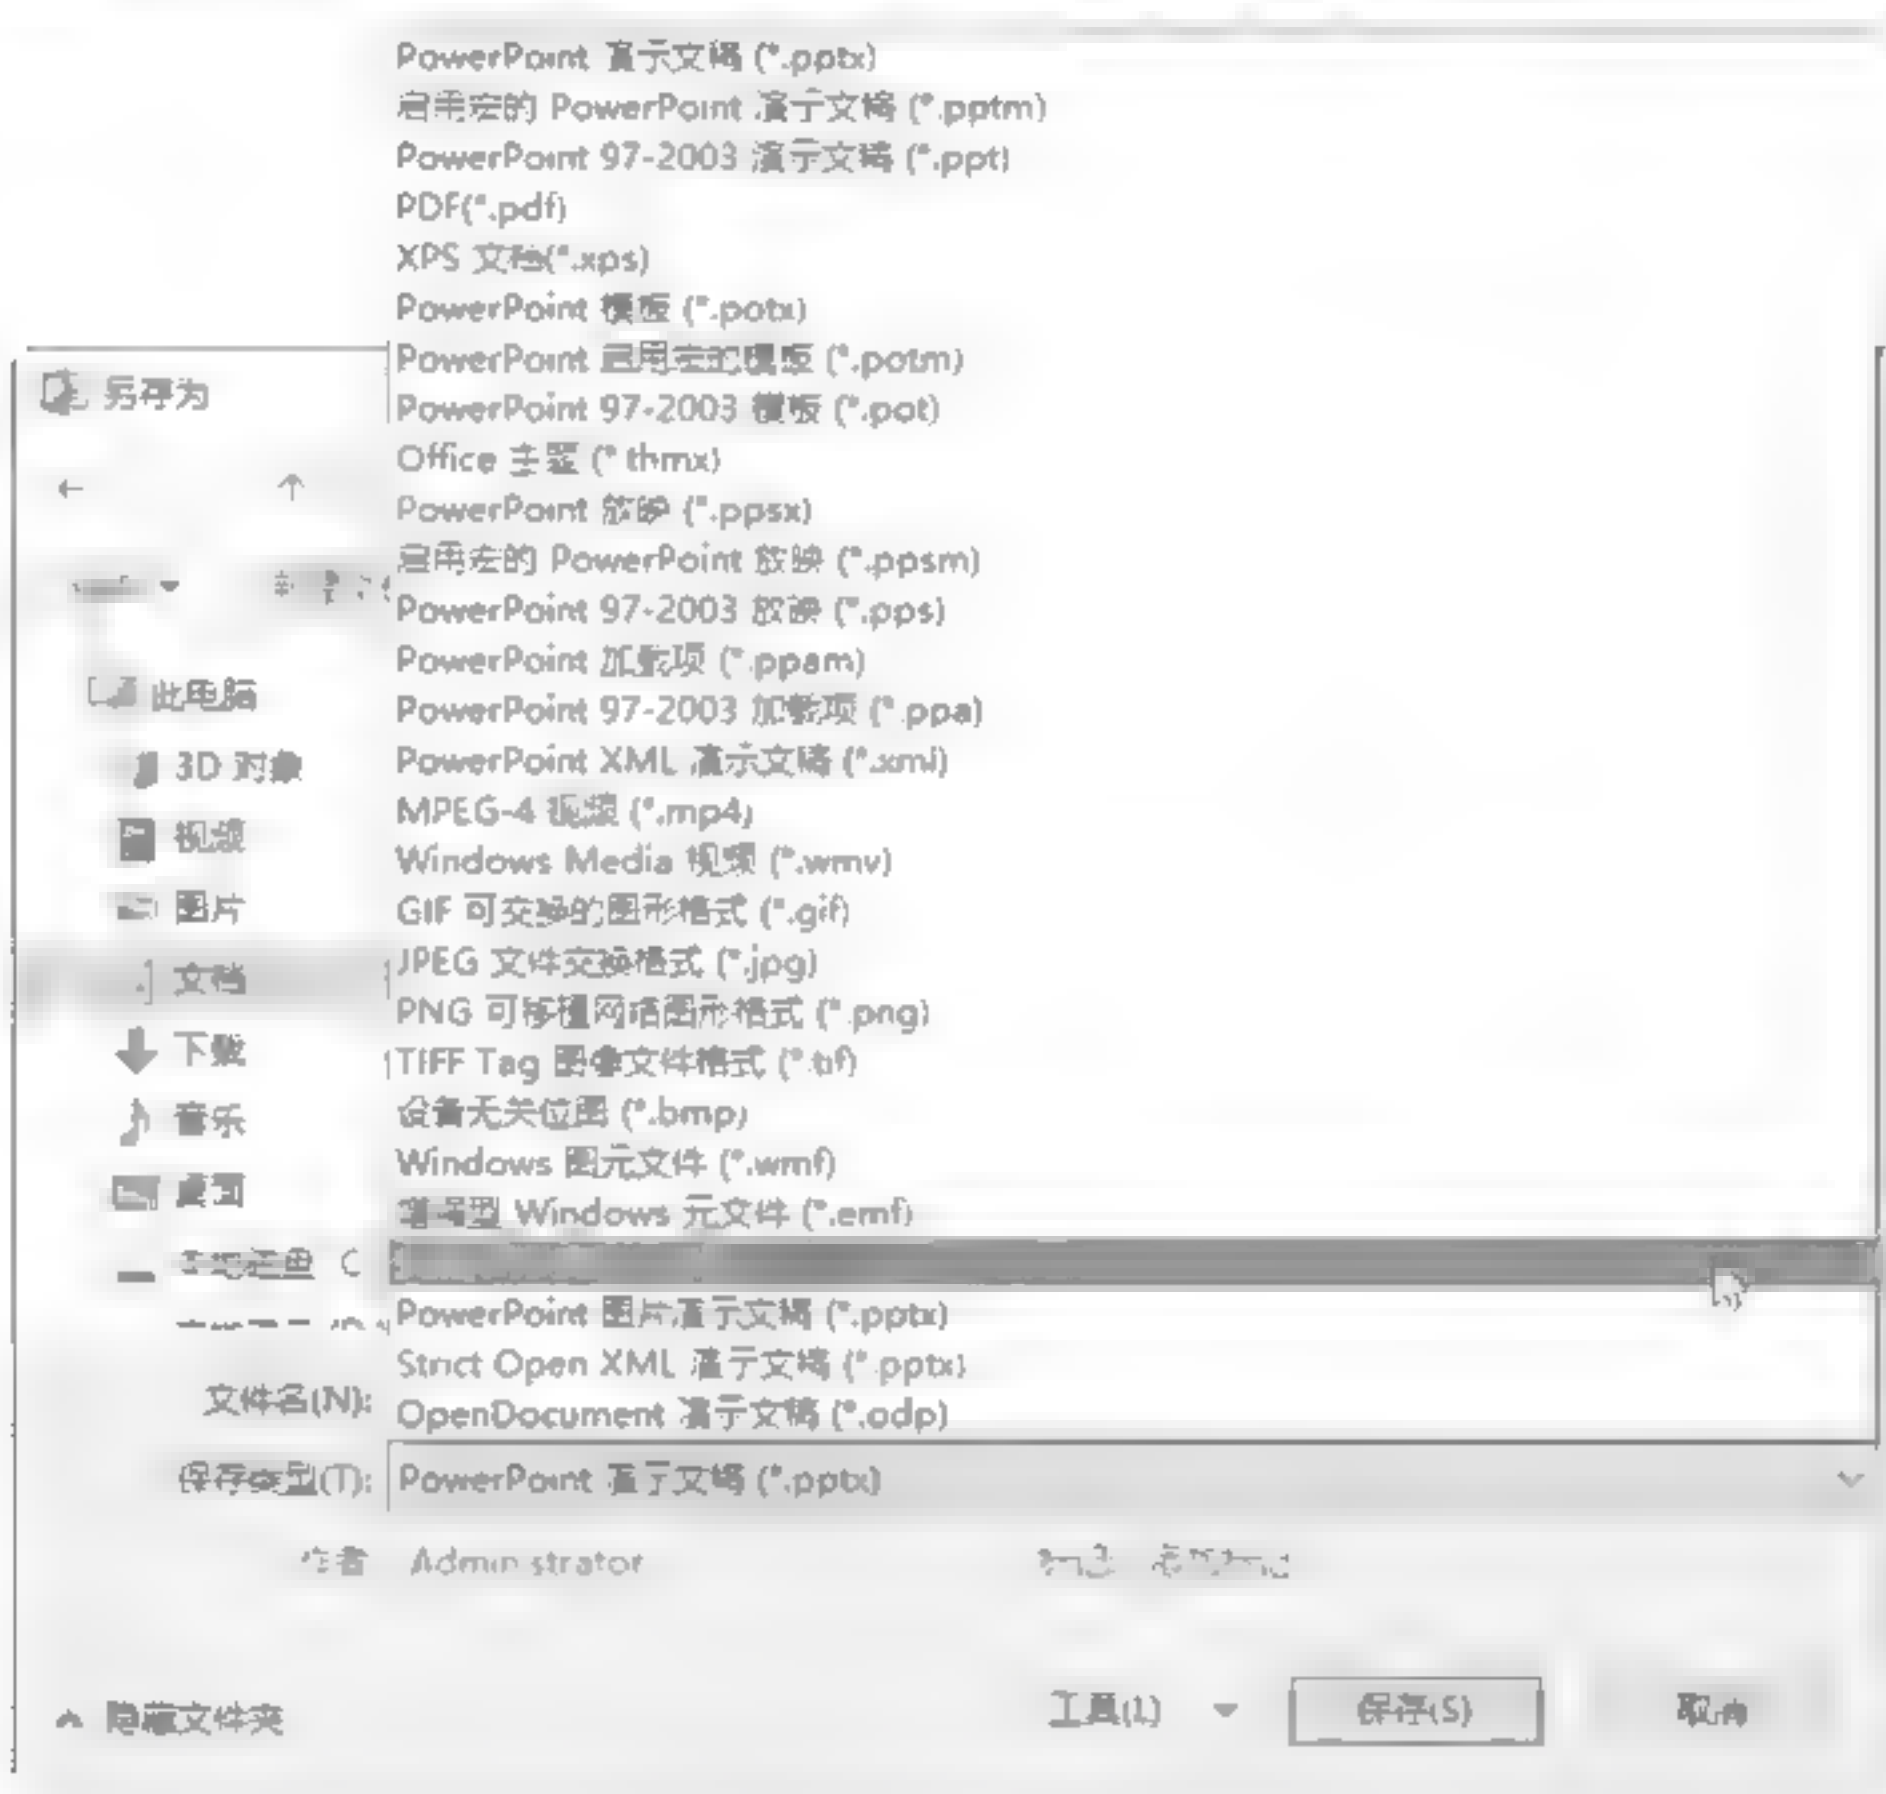 PowerPoint 演示文稿 (*.pptx)
启用宏的 PowerPoint 演示文稿 (*.pptm)
PowerPoint 97-2003 演示文稿 (*.ppt)
PDF(*.pdf)
XPS 文档(*.xps)
PowerPoint 模板 (*.potx)
PowerPoint 启用宏的模板 (*.potm)
另存为
PowerPoint 97-2003 模板 (*.pot)
Office 主题 (*.thmx)
PowerPoint 放映 (*.ppsx)
启用宏的 PowerPoint 放映 (*.ppsm)
PowerPoint 97-2003 放映 (*.pps)
PowerPoint 加载项 (*.ppam)
此电脑
PowerPoint 97-2003 加载项 (*.ppa)
3D 对象
PowerPoint XML 演示文稿 (*.xml)
MPEG-4 视频 (*.mp4)
视频
Windows Media 视频 (*.wmv)
图片
GIF 可交换的图形格式 (*.gif)
JPEG 文件交换格式 (*.jpg)
文档
PNG 可移植网络图形格式 (*.png)
下载
TIFF Tag 图像文件格式 (*.tif)
设备无关位图 (*.bmp)
音乐
Windows 图元文件 (*.wmf)
桌面
增强型 Windows 元文件 (*.emf)
PowerPoint 图片演示文稿 (*.pptx)
Strict Open XML 演示文稿 (*.pptx)
文件名(N):
OpenDocument 演示文稿 (*.odp)
保存类型(T): PowerPoint 演示文稿 (*.pptx)
作者 Administrator
隐藏文件夹
工具(L)
保存(S)
取消